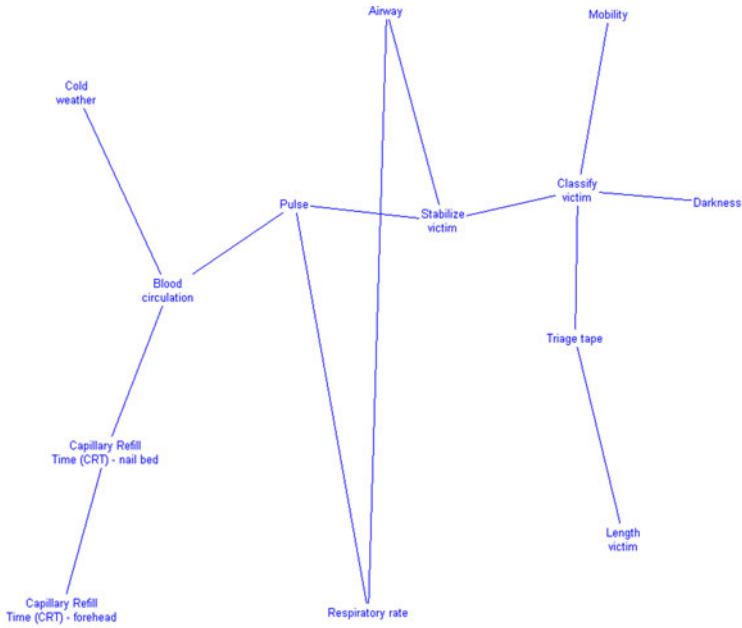 Airway
Mobility
Cold
weather
Classify
victim
Darkness
Pulse
Stabilize
victim
Blood
circulation
Triage tape
Capillary Refill
Time (CRT) - nail bed
Length
victim
Capillary Refill
Time (CRT) - forehead
Respiratory rate